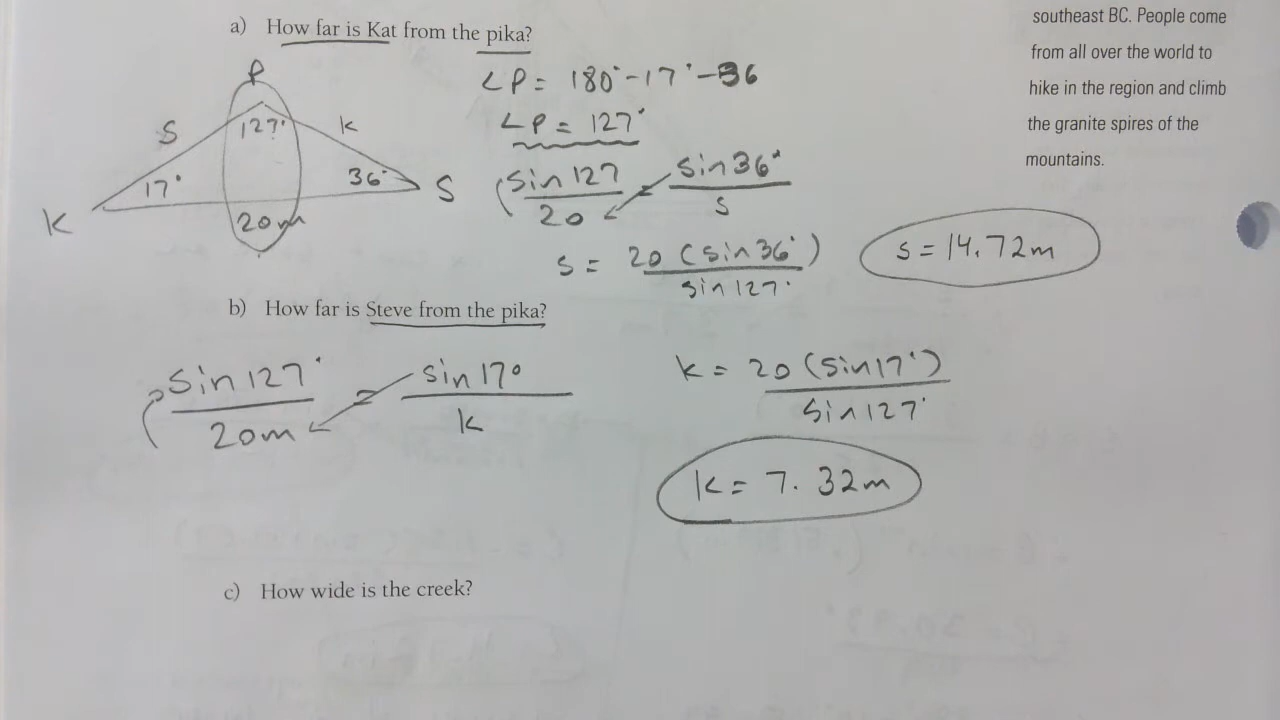 a) How far is Kat from the pika?
southeast BC. People come
from all over the world to
hike in the region and climb
the granite spires of the
mountains.
P
127°
S
k
17°
36°
K
S
20m
∠P = 180° - 17° - 36
∠P = 127°
sin 127 / 20 = sin 36° / s
s = 20 (sin 36°) / sin 127°
s = 14.72m
b) How far is Steve from the pika?
sin 127° / 20m = sin 17° / k
k = 20 (sin 17°) / sin 127°
k = 7.32m
c) How wide is the creek?